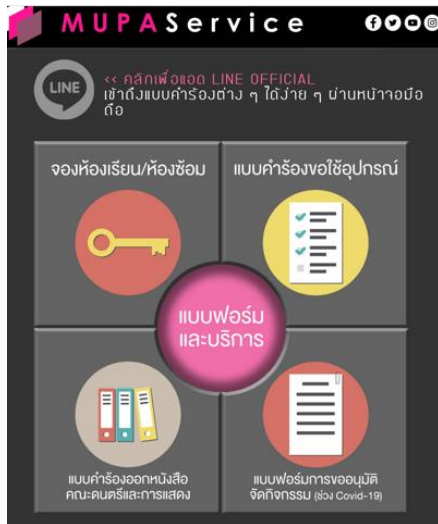 MUPA Service
LINE
<< คลิกเพื่อแอด LINE OFFICIAL
เข้าถึงแบบคำร้องต่าง ๆ ได้ง่าย ๆ ผ่านหน้าจอมือ
ถือ
จองห้องเรียน/ห้องซ้อม
แบบคำร้องขอใช้อุปกรณ์
แบบฟอร์ม
และบริการ
แบบคำร้องออกหนังสือ
คณะดนตรีและการแสดง
แบบฟอร์มการขออนุมัติ
จัดกิจกรรม (ช่วง Covid-19)